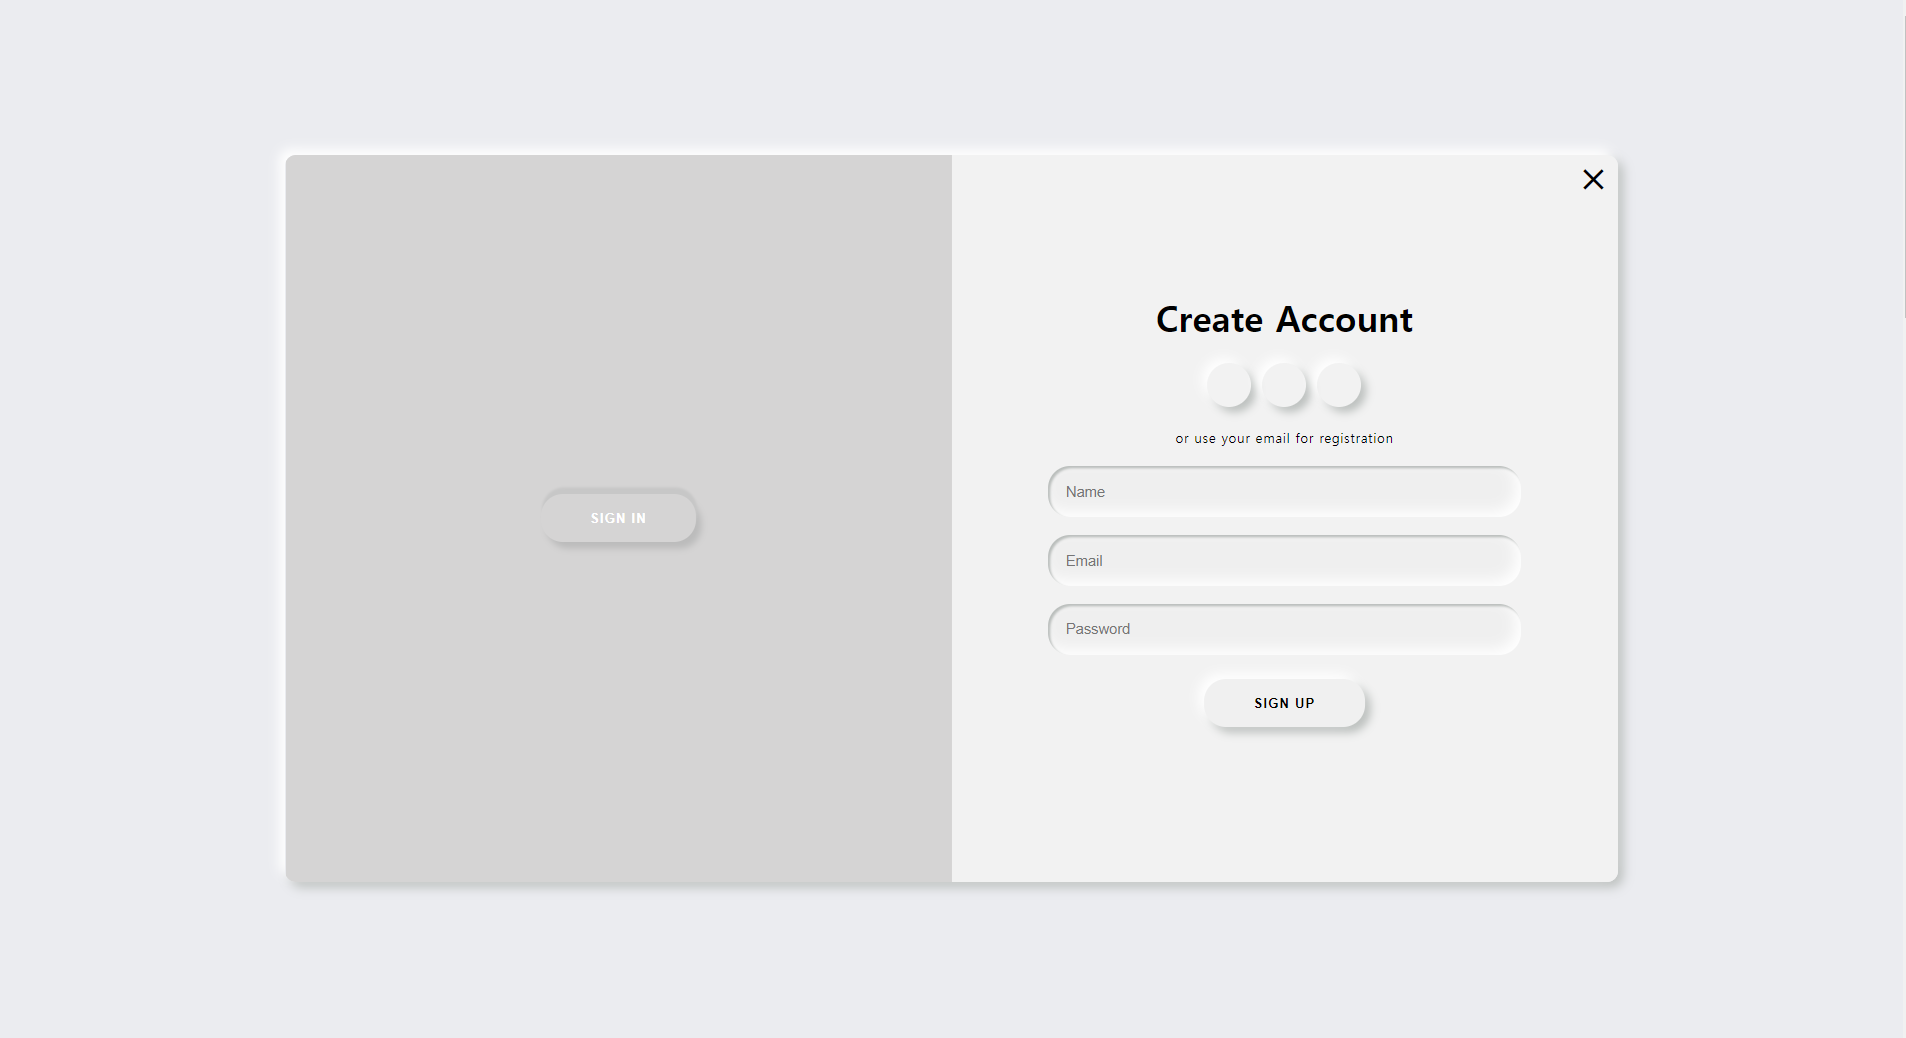 SIGN IN
Create Account
or use your email for registration
Name
Email
Password
SIGN UP